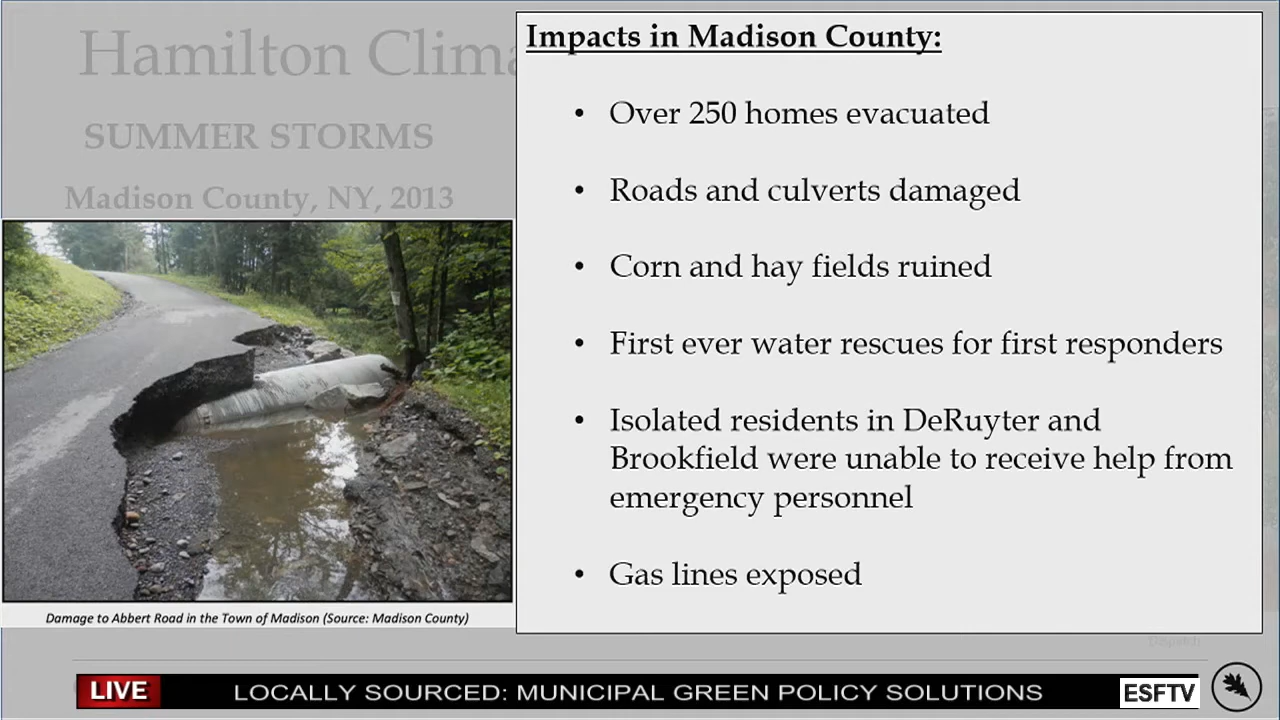 Hamilton Clima
SUMMER STORMS
Madison County, NY, 2013
Impacts in Madison County:
• Over 250 homes evacuated
• Roads and culverts damaged
• Corn and hay fields ruined
• First ever water rescues for first responders
• Isolated residents in DeRuyter and
Brookfield were unable to receive help from
emergency personnel
• Gas lines exposed
Damage to Abbert Road in the Town of Madison (Source: Madison County)
Dispatch
LIVE
LOCALLY SOURCED: MUNICIPAL GREEN POLICY SOLUTIONS
ESFTV